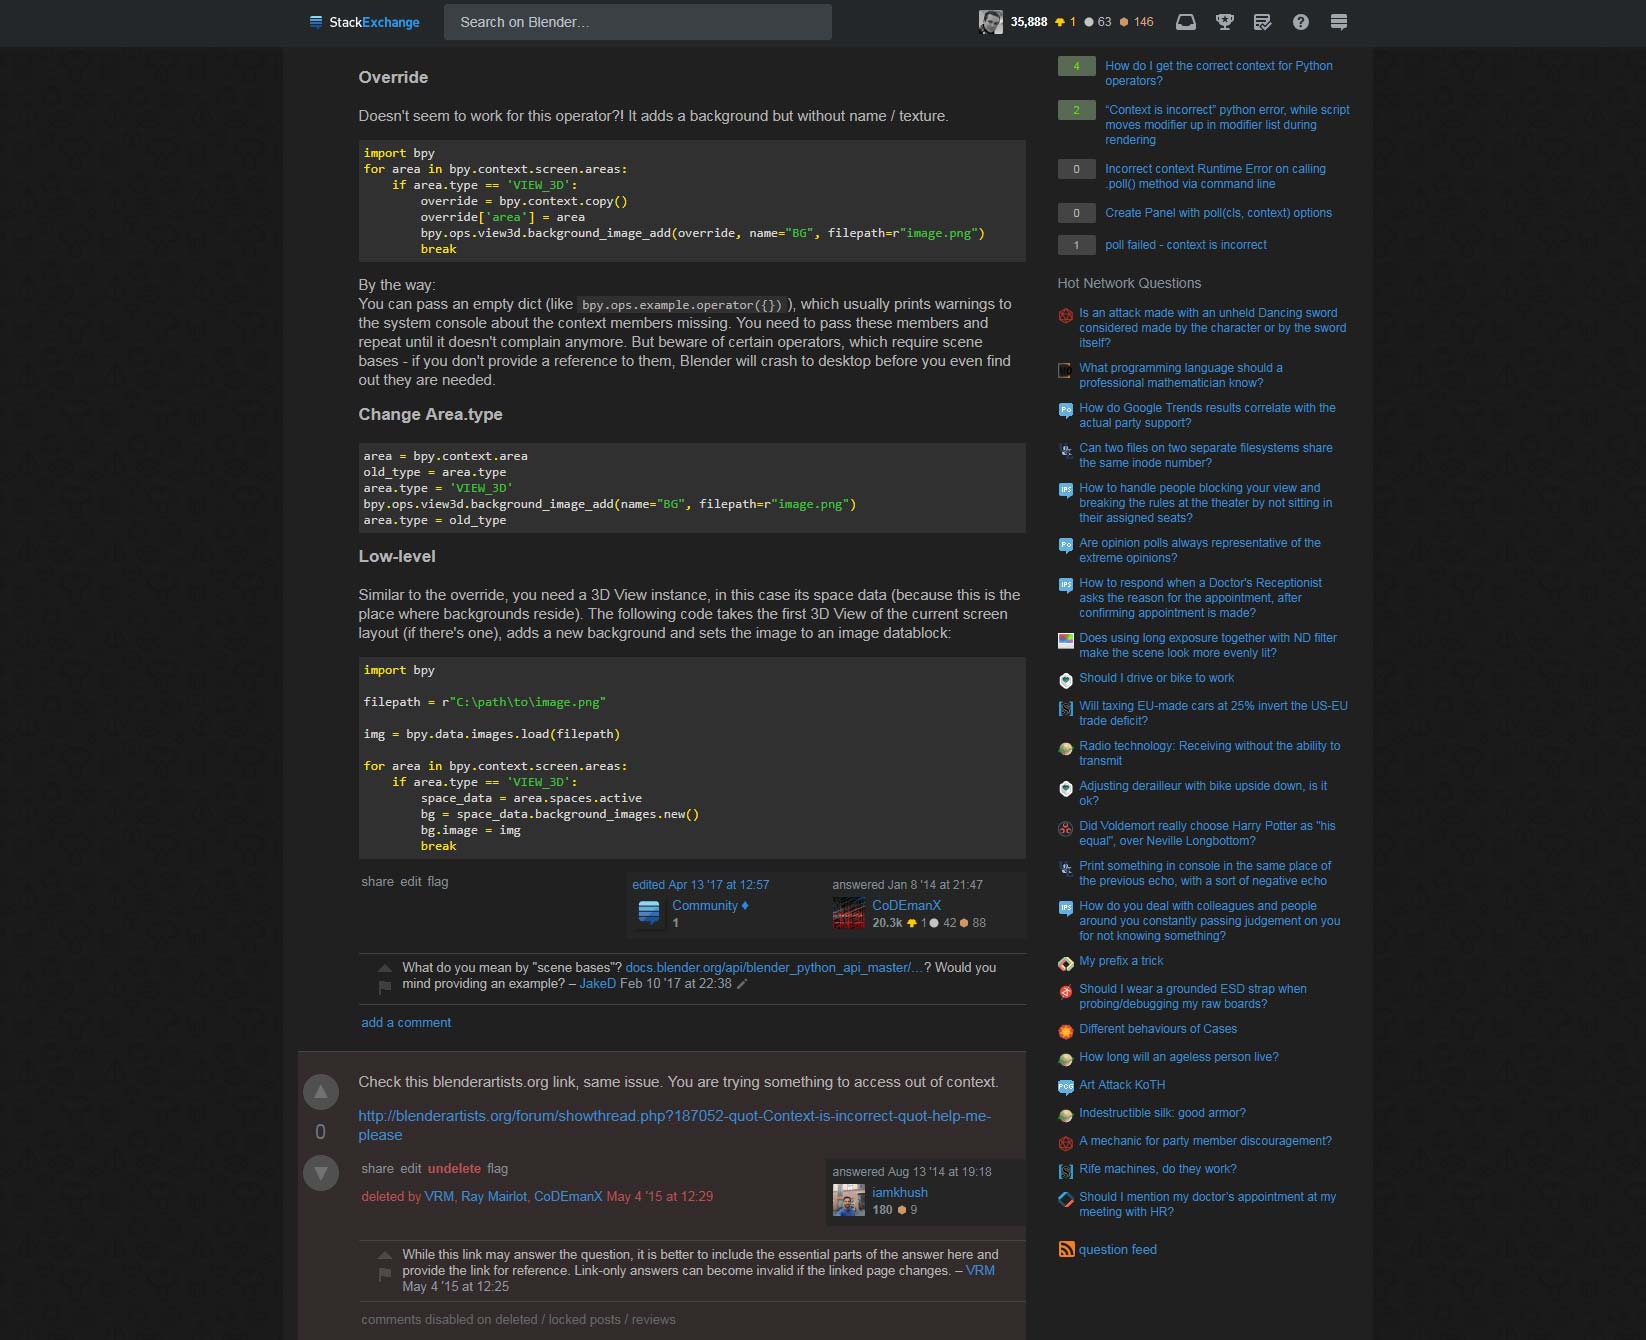 StackExchange
Search on Blender...
35,888 1 63 146
Override
Doesn't seem to work for this operator?! It adds a background but without name / texture.
import bpy
for area in bpy.context.screen.areas:
    if area.type == 'VIEW_3D':
        override = bpy.context.copy()
        override['area'] = area
        bpy.ops.view3d.background_image_add(override, name="BG", filepath=r"image.png")
        break
By the way:
You can pass an empty dict (like bpy.ops.example.operator({}) ), which usually prints warnings to
the system console about the context members missing. You need to pass these members and
repeat until it doesn't complain anymore. But beware of certain operators, which require scene
bases - if you don't provide a reference to them, Blender will crash to desktop before you even find
out they are needed.
Change Area.type
area = bpy.context.area
old_type = area.type
area.type = 'VIEW_3D'
bpy.ops.view3d.background_image_add(name="BG", filepath=r"image.png")
area.type = old_type
Low-level
Similar to the override, you need a 3D View instance, in this case its space data (because this is the
place where backgrounds reside). The following code takes the first 3D View of the current screen
layout (if there's one), adds a new background and sets the image to an image datablock:
import bpy
filepath = r"C:\path\to\image.png"
img = bpy.data.images.load(filepath)
for area in bpy.context.screen.areas:
    if area.type == 'VIEW_3D':
        space_data = area.spaces.active
        bg = space_data.background_images.new()
        bg.image = img
        break
share edit flag
edited Apr 13 '17 at 12:57
Community ♦
1
answered Jan 8 '14 at 21:47
CoDEmanX
20.3k 1 42 88
What do you mean by "scene bases"? docs.blender.org/api/blender_python_api_master/...? Would you
mind providing an example? – JakeD Feb 10 '17 at 22:38
add a comment
Check this blenderartists.org link, same issue. You are trying something to access out of context.
0
http://blenderartists.org/forum/showthread.php?187052-quot-Context-is-incorrect-quot-help-me-
please
share edit undelete flag
deleted by VRM, Ray Mairlot, CoDEmanX May 4 '15 at 12:29
answered Aug 13 '14 at 19:18
iamkhush
180 9
While this link may answer the question, it is better to include the essential parts of the answer here and
provide the link for reference. Link-only answers can become invalid if the linked page changes. – VRM
May 4 '15 at 12:25
comments disabled on deleted / locked posts / reviews
4 How do I get the correct context for Python
operators?
2 “Context is incorrect” python error, while script
moves modifier up in modifier list during
rendering
0 Incorrect context Runtime Error on calling
.poll() method via command line
0 Create Panel with poll(cls, context) options
1 poll failed - context is incorrect
Hot Network Questions
Is an attack made with an unheld Dancing sword
considered made by the character or by the sword
itself?
What programming language should a
professional mathematician know?
Po How do Google Trends results correlate with the
actual party support?
Can two files on two separate filesystems share
the same inode number?
IPS How to handle people blocking your view and
breaking the rules at the theater by not sitting in
their assigned seats?
Po Are opinion polls always representative of the
extreme opinions?
IPS How to respond when a Doctor's Receptionist
asks the reason for the appointment, after
confirming appointment is made?
Does using long exposure together with ND filter
make the scene look more evenly lit?
Should I drive or bike to work
Will taxing EU-made cars at 25% invert the US-EU
trade deficit?
Radio technology: Receiving without the ability to
transmit
Adjusting derailleur with bike upside down, is it
ok?
Did Voldemort really choose Harry Potter as "his
equal", over Neville Longbottom?
Print something in console in the same place of
the previous echo, with a sort of negative echo
IPS How do you deal with colleagues and people
around you constantly passing judgement on you
for not knowing something?
My prefix a trick
Should I wear a grounded ESD strap when
probing/debugging my raw boards?
Different behaviours of Cases
How long will an ageless person live?
PCG Art Attack KoTH
Indestructible silk: good armor?
A mechanic for party member discouragement?
Rife machines, do they work?
Should I mention my doctor's appointment at my
meeting with HR?
question feed